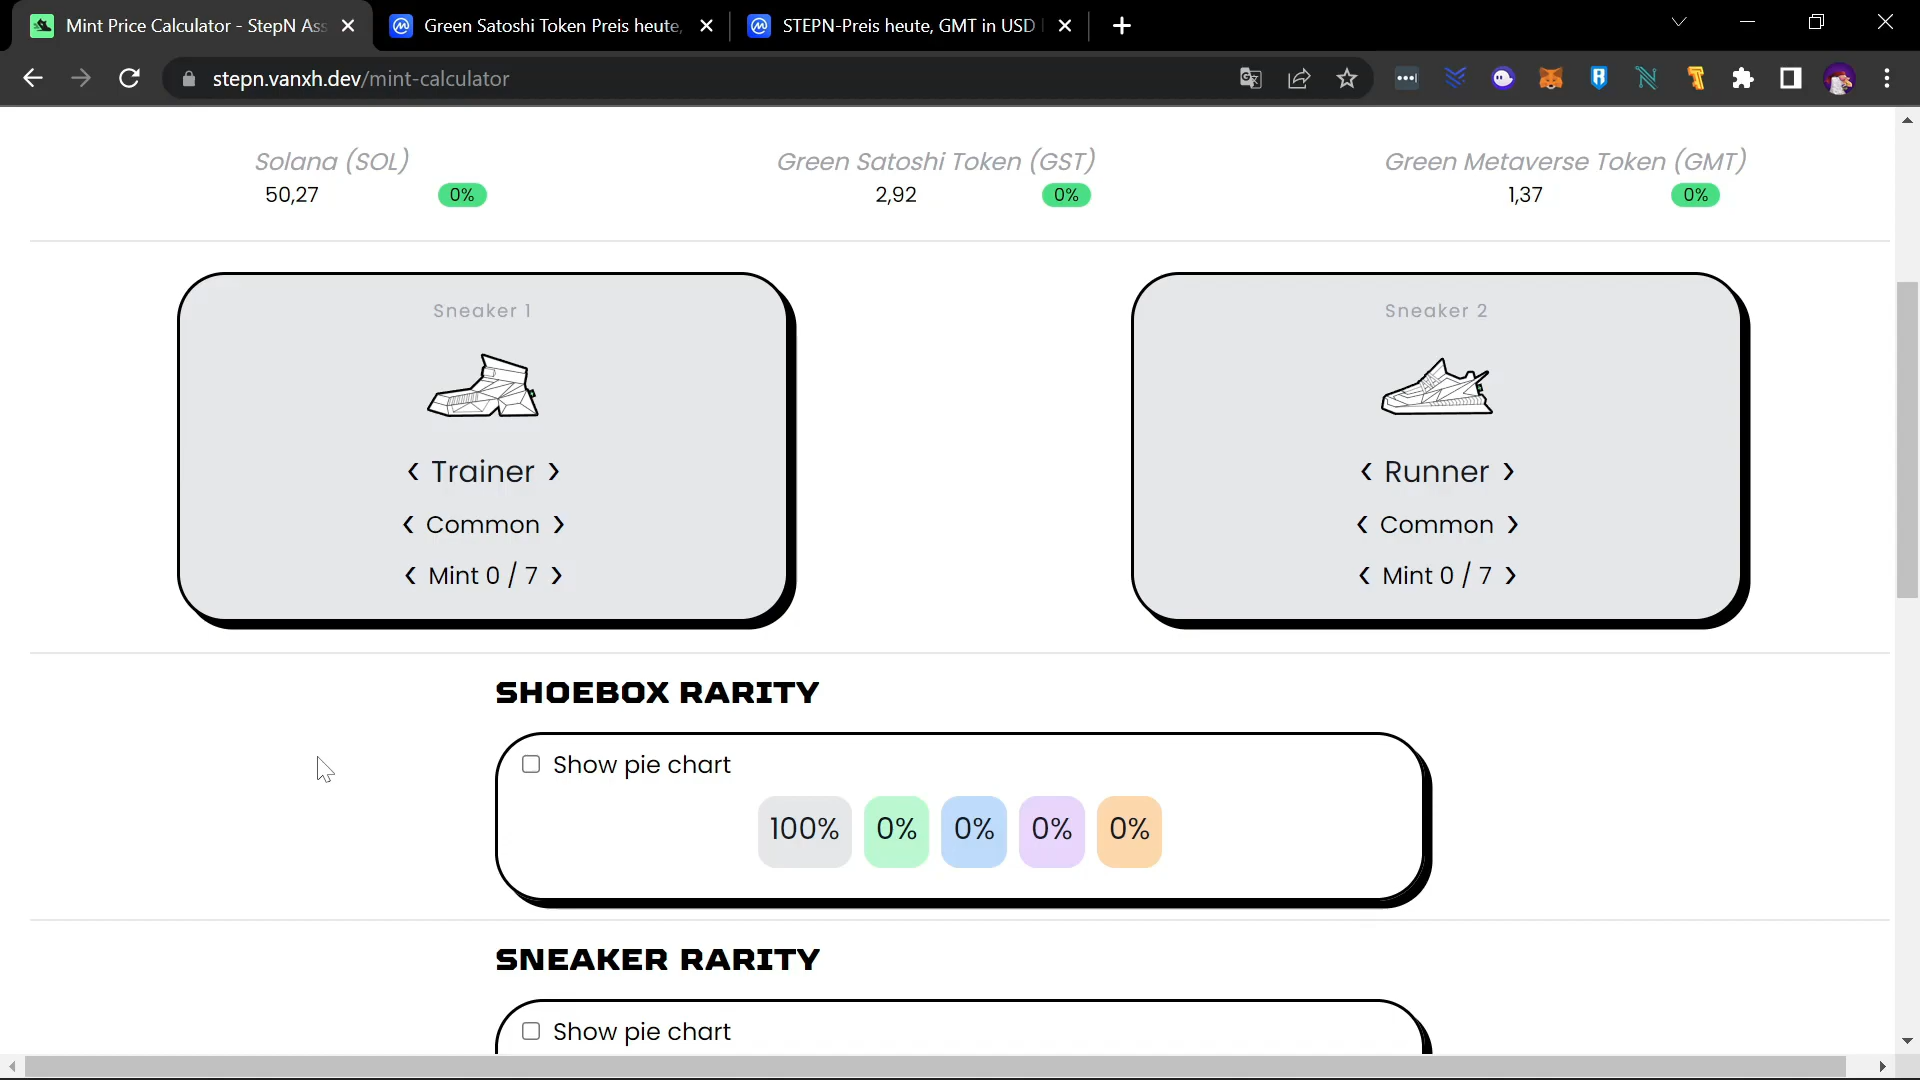 Mint Price Calculator - StepN Ass
Green Satoshi Token Preis heute,
STEPN-Preis heute, GMT in USD
stepn.vanxh.dev/mint-calculator
Solana (SOL)
50,27 0%
Green Satoshi Token (GST)
2,92 0%
Green Metaverse Token (GMT)
1,37 0%
Sneaker 1
‹ Trainer ›
‹ Common ›
‹ Mint 0 / 7 ›
Sneaker 2
‹ Runner ›
‹ Common ›
‹ Mint 0 / 7 ›
SHOEBOX RARITY
Show pie chart
100% 0% 0% 0% 0%
SNEAKER RARITY
Show pie chart